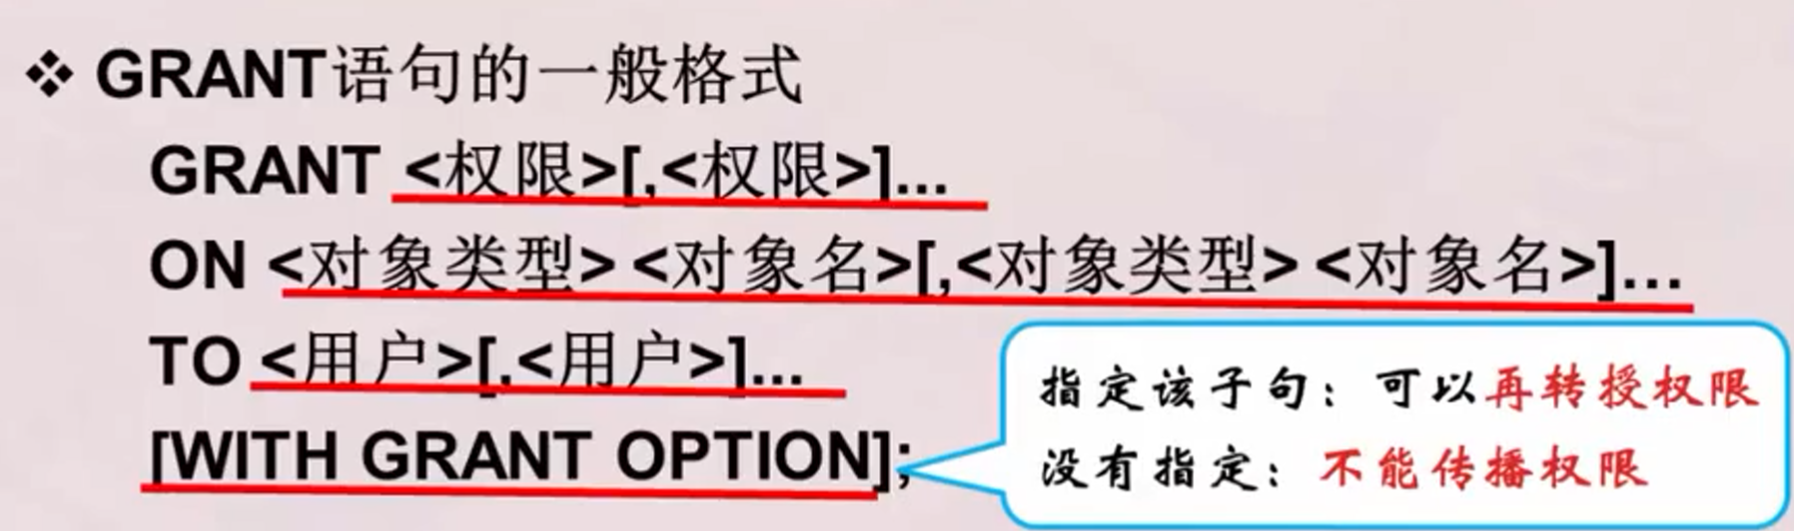 ❖ GRANT语句的一般格式
GRANT <权限>[,<权限>]...
ON <对象类型> <对象名>[,<对象类型> <对象名>]...
TO <用户>[,<用户>]...
[WITH GRANT OPTION];
指定该子句：可以再转授权限
没有指定：不能传播权限